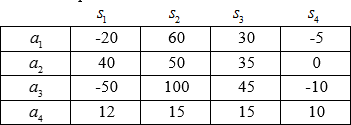 s₁ s₂ s₃ s₄
a₁ -20 60 30 -5
a₂ 40 50 35 0
a₃ -50 100 45 -10
a₄ 12 15 15 10